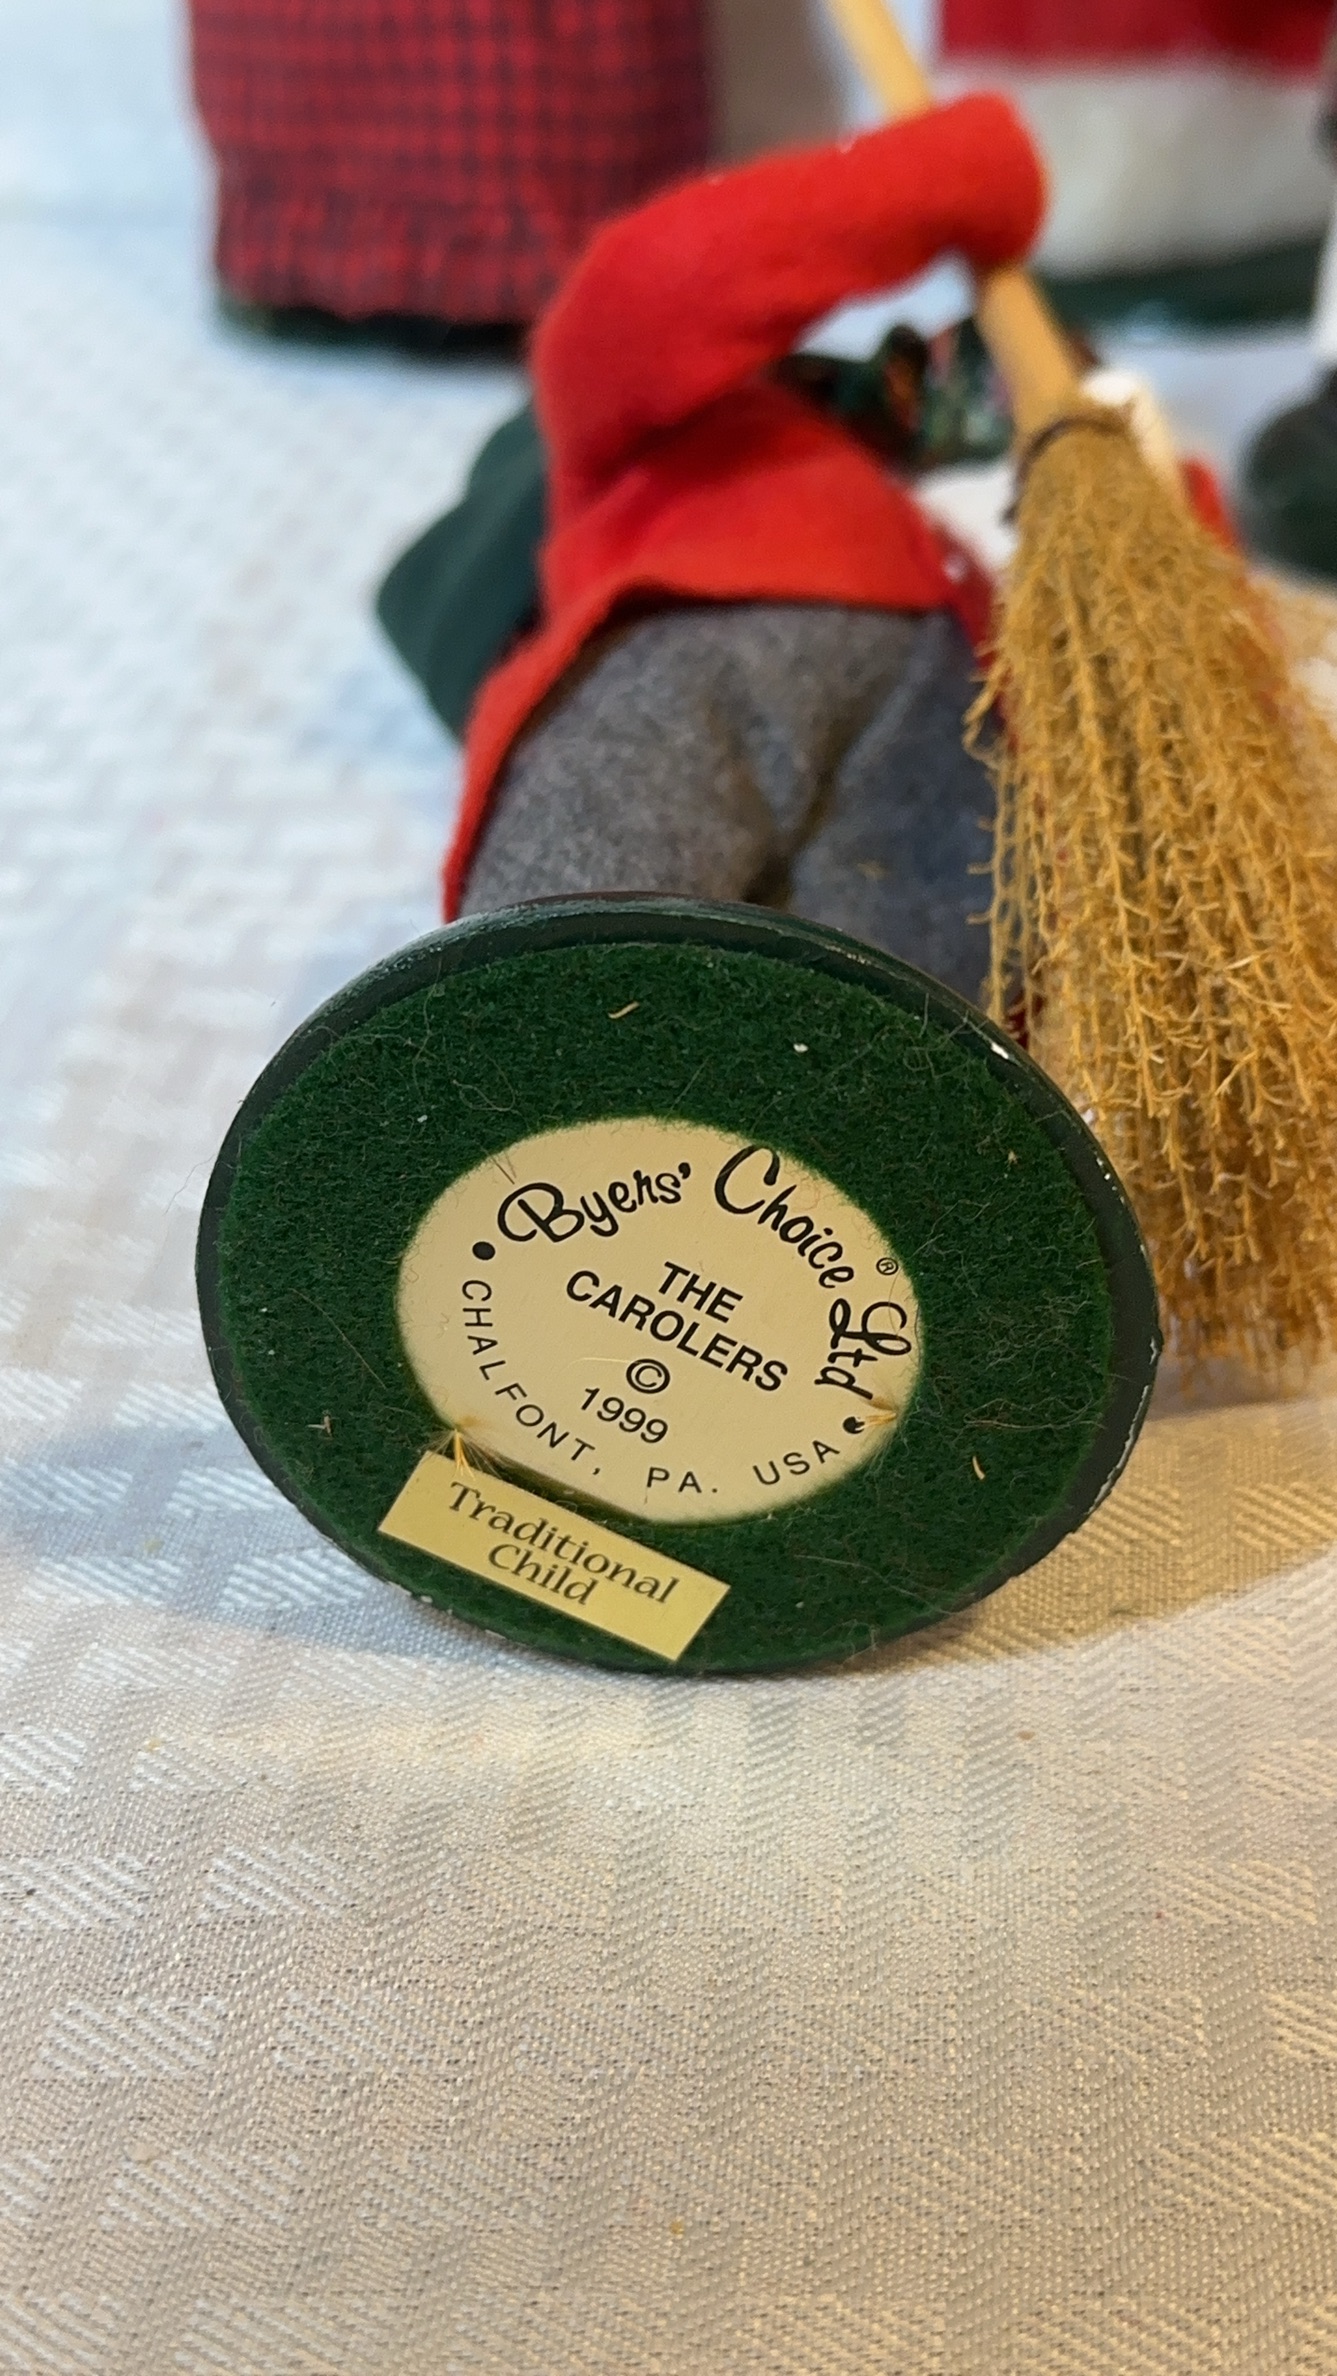 Byers' Choice ® Ltd
THE
CAROLERS
©
1999
• CHALFONT, PA. USA •
Traditional
Child